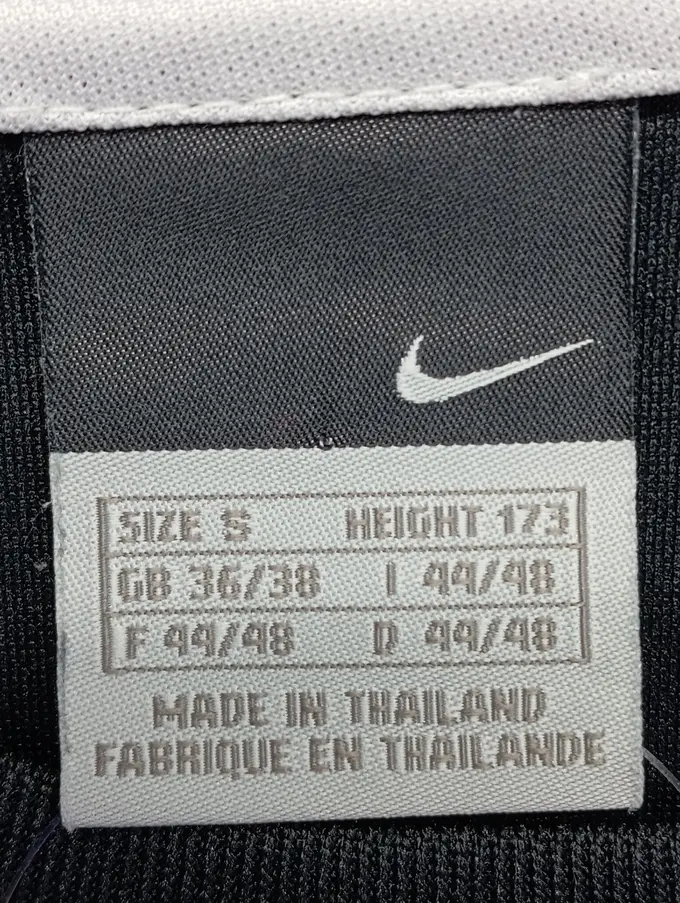 SIZE S HEIGHT 173
GB 36/38 I 44/48
F 44/48 D 44/48
MADE IN THAILAND
FABRIQUE EN THAILANDE